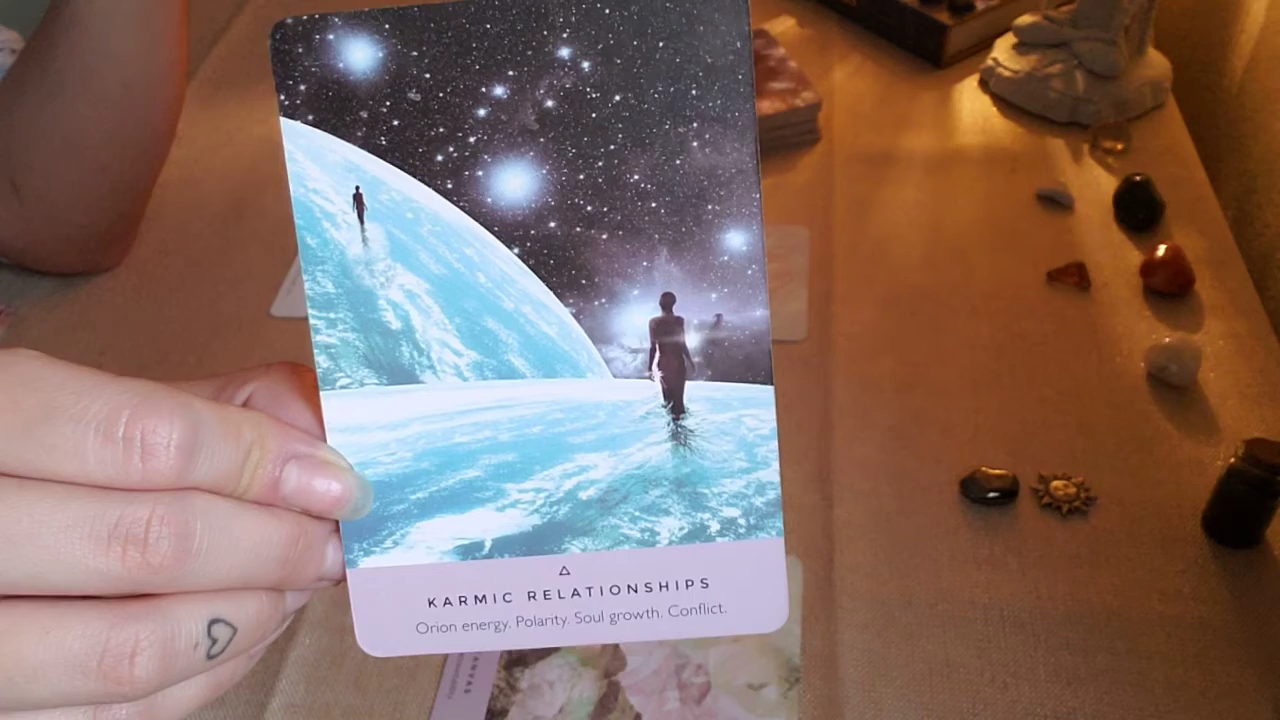 KARMIC RELATIONSHIPS
Orion energy. Polarity. Soul growth. Conflict.